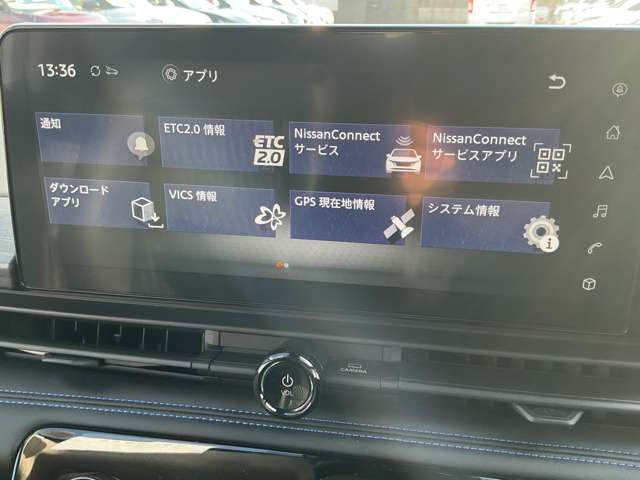 13:36
アプリ
通知
ETC2.0 情報
ETC
2.0
NissanConnect
サービス
NissanConnect
サービスアプリ
ダウンロード
アプリ
VICS 情報
GPS 現在地情報
システム情報
VOL
CAMERA